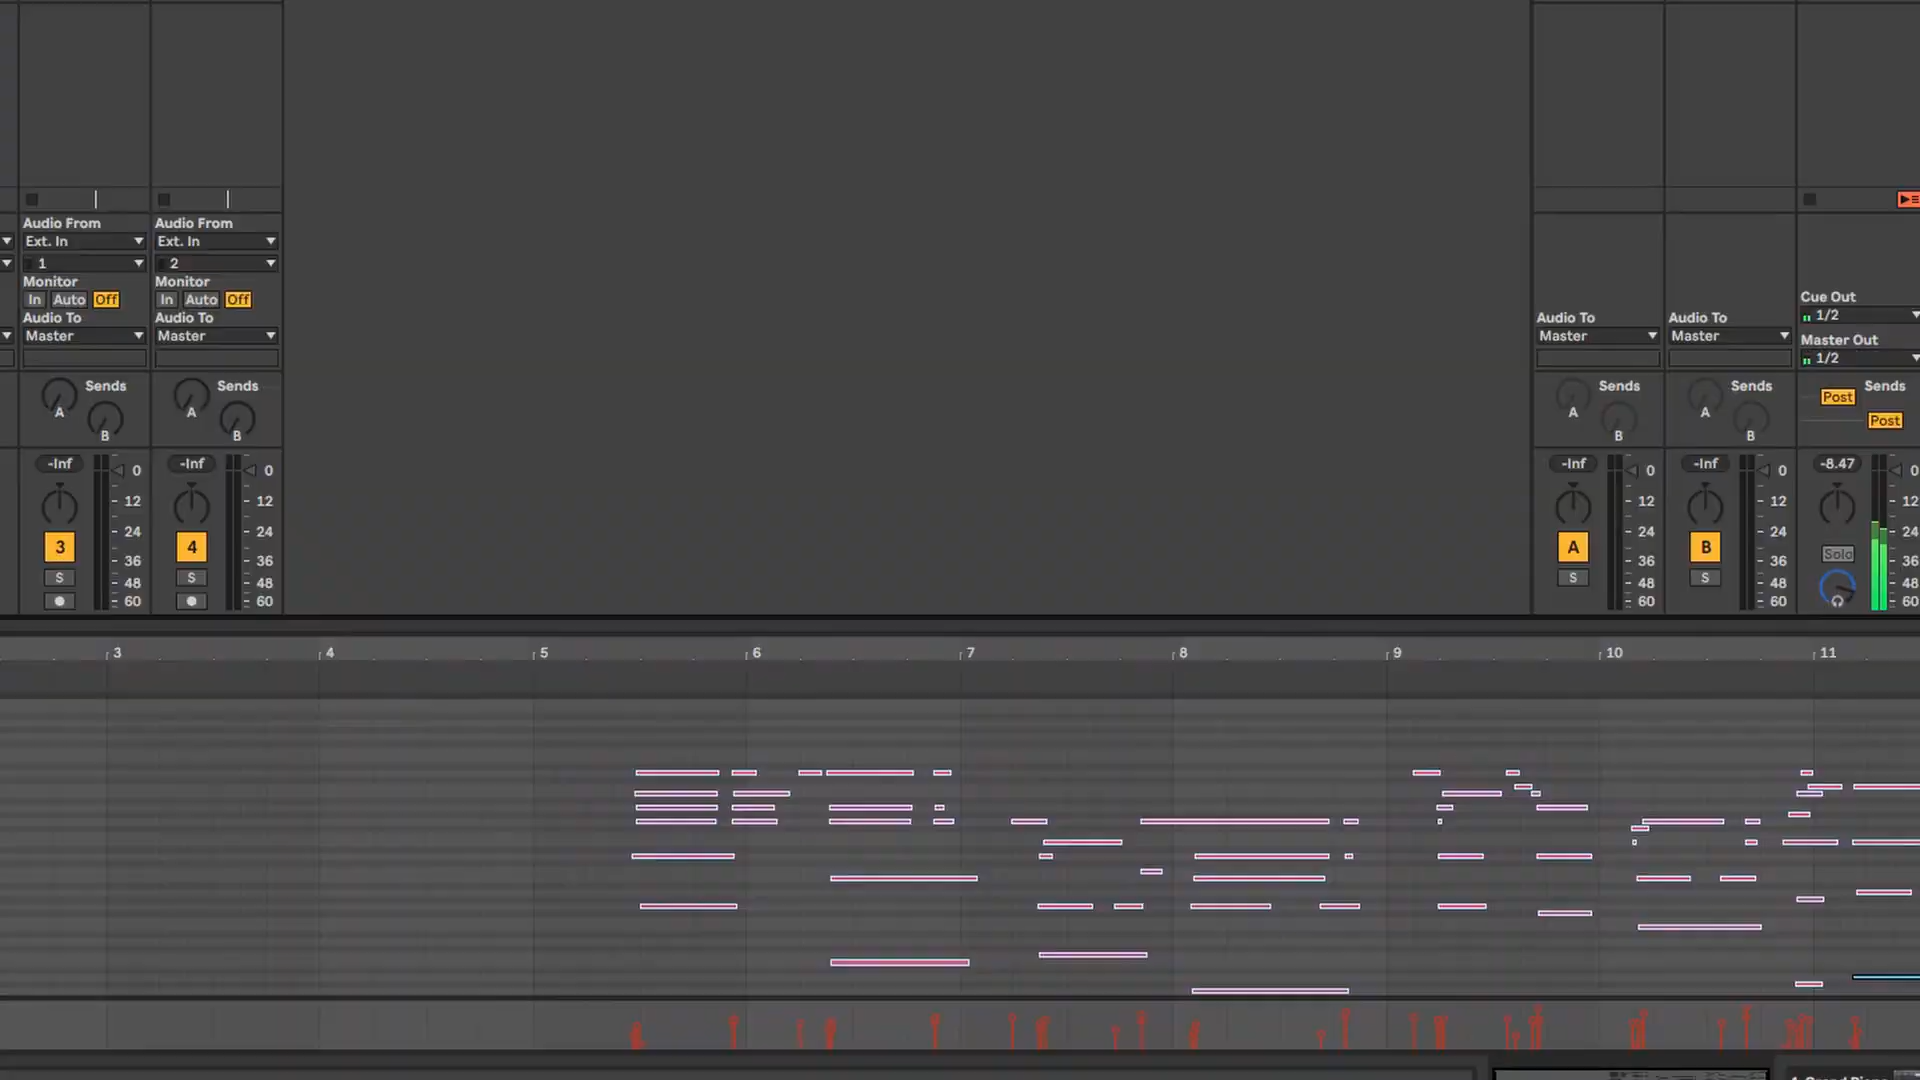 Audio From
Audio From
Ext. In
Ext. In
1
2
Monitor
Monitor
In Auto Off
In Auto Off
Cue Out
1/2
Audio To
Audio To
Audio To
Audio To
Master
Master
Master
Master
Master Out
1/2
Sends
Sends
Sends
Sends
Sends
A
A
A
A
Post
B
B
B
B
Post
-Inf
-Inf
-Inf
-Inf
-8.47
0
0
0
0
0
12
12
12
12
12
24
24
24
24
24
3
4
A
B
Solo
36
36
36
36
36
S
S
S
S
48
48
48
48
48
60
60
60
60
60
3 4 5 6 7 8 9 10 11